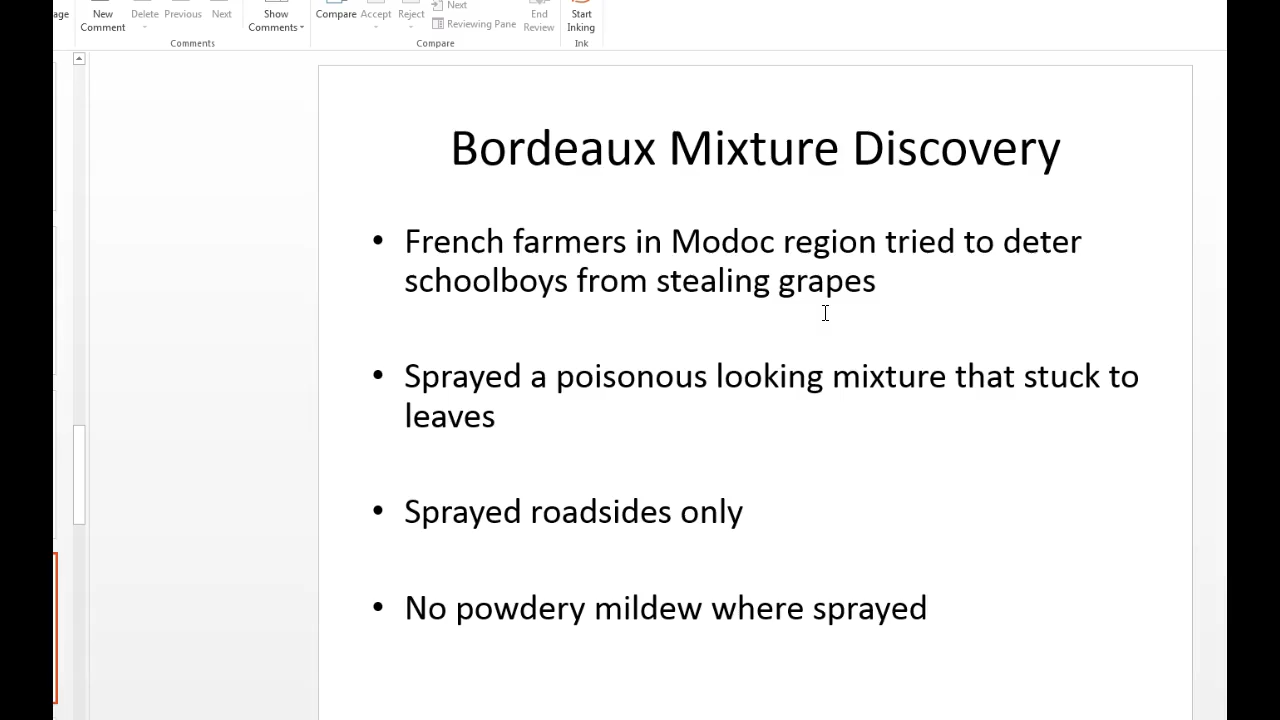 age
New
Comment
Delete
Previous
Next
Show
Comments
Comments
Compare
Accept
Reject
Next
Reviewing Pane
Compare
End
Review
Start
Inking
Ink
Bordeaux Mixture Discovery
• French farmers in Modoc region tried to deter
schoolboys from stealing grapes
• Sprayed a poisonous looking mixture that stuck to
leaves
• Sprayed roadsides only
• No powdery mildew where sprayed